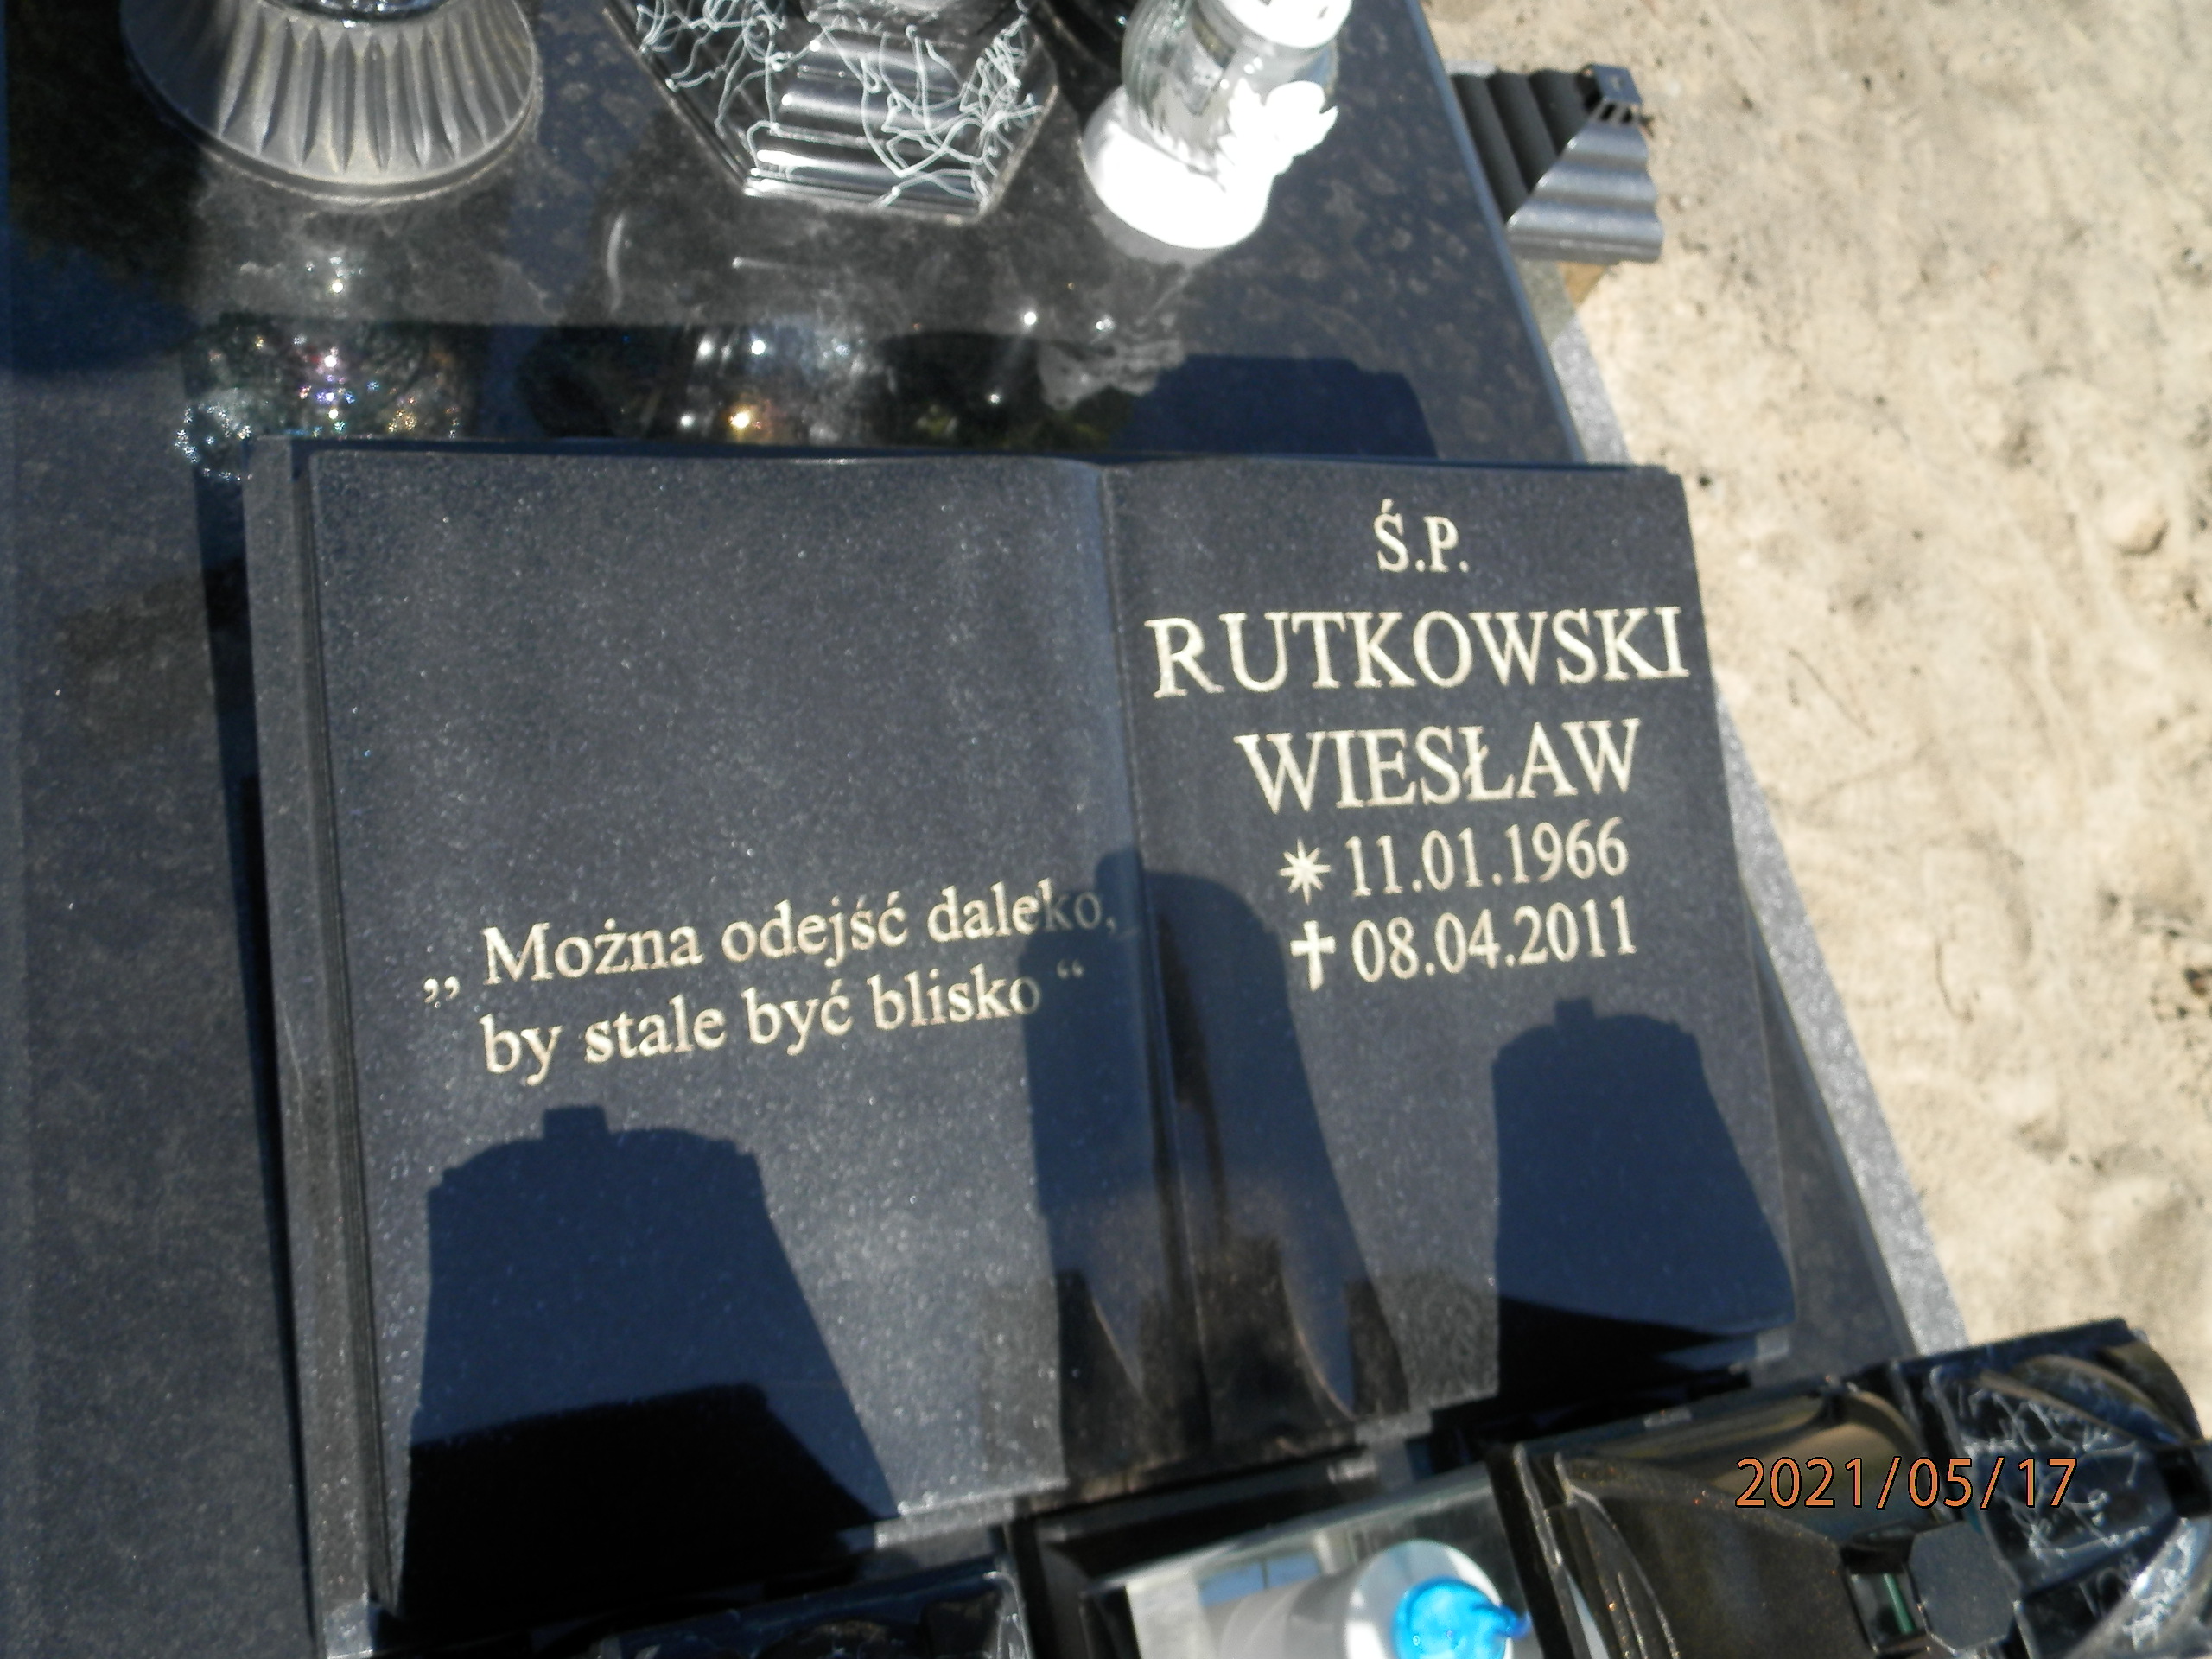 „ Można odejść daleko,
by stale być blisko “
Ś.P.
RUTKOWSKI
WIESŁAW
✴ 11.01.1966
✝ 08.04.2011
2021/05/17